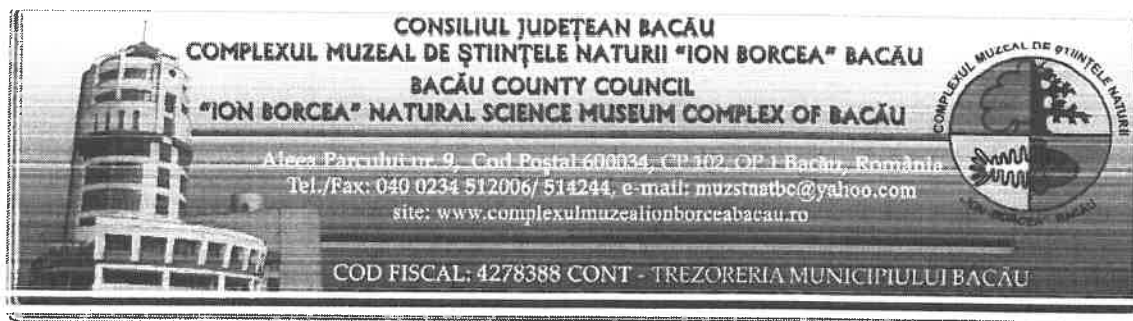 CONSILIUL JUDEȚEAN BACĂU
COMPLEXUL MUZEAL DE ȘTIINȚELE NATURII "ION BORCEA" BACĂU
BACĂU COUNTY COUNCIL
"ION BORCEA" NATURAL SCIENCE MUSEUM COMPLEX OF BACĂU
Aleea Parcului nr. 9, Cod Poștal 600034, CP 102, OP 1 Bacău, România
Tel./Fax: 040 0234 512006/ 514244, e-mail: muzstnatbc@yahoo.com
site: www.complexulmuzealionborceabacau.ro
COD FISCAL: 4278388 CONT - TREZORERIA MUNICIPIULUI BACĂU
COMPLEXUL MUZEAL DE ȘTIINȚELE NATURII
"ION BORCEA" BACĂU